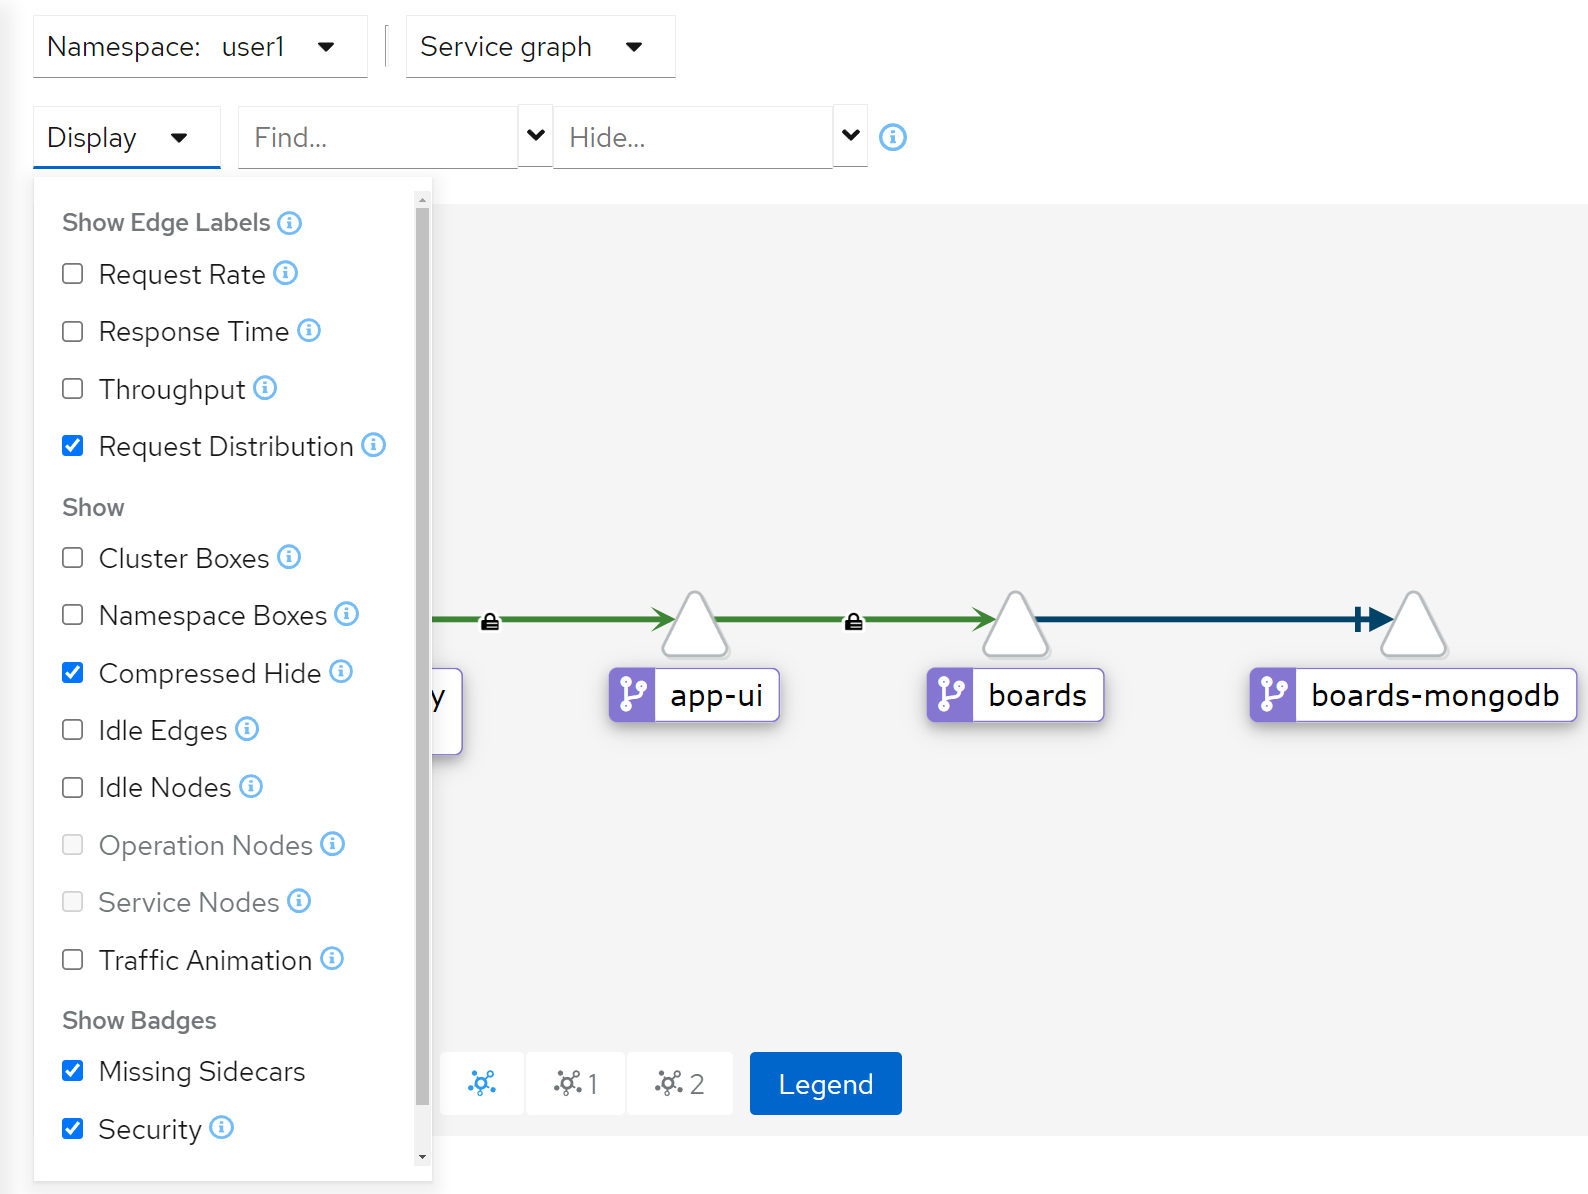 Namespace: user1
Service graph
Display
Find...
Hide...
Show Edge Labels
Request Rate
Response Time
Throughput
Request Distribution
Show
Cluster Boxes
Namespace Boxes
Compressed Hide
Idle Edges
Idle Nodes
Operation Nodes
Service Nodes
Traffic Animation
Show Badges
Missing Sidecars
Security
y
app-ui
boards
boards-mongodb
1
2
Legend